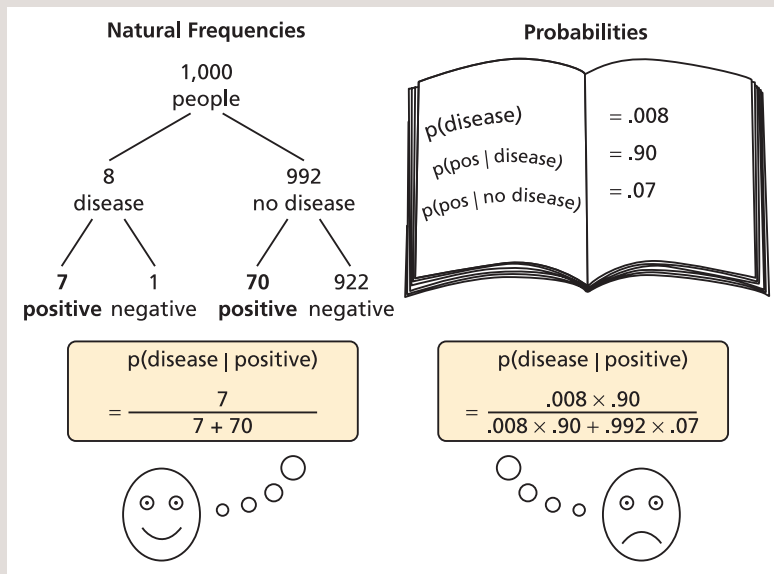 Natural Frequencies
1,000
people
8
disease
992
no disease
7
positive
1
negative
70
positive
922
negative
p(disease | positive)
= 7
7 + 70
Probabilities
p(disease) = .008
p(pos | disease) = .90
p(pos | no disease) = .07
p(disease | positive)
= .008 × .90
.008 × .90 + .992 × .07